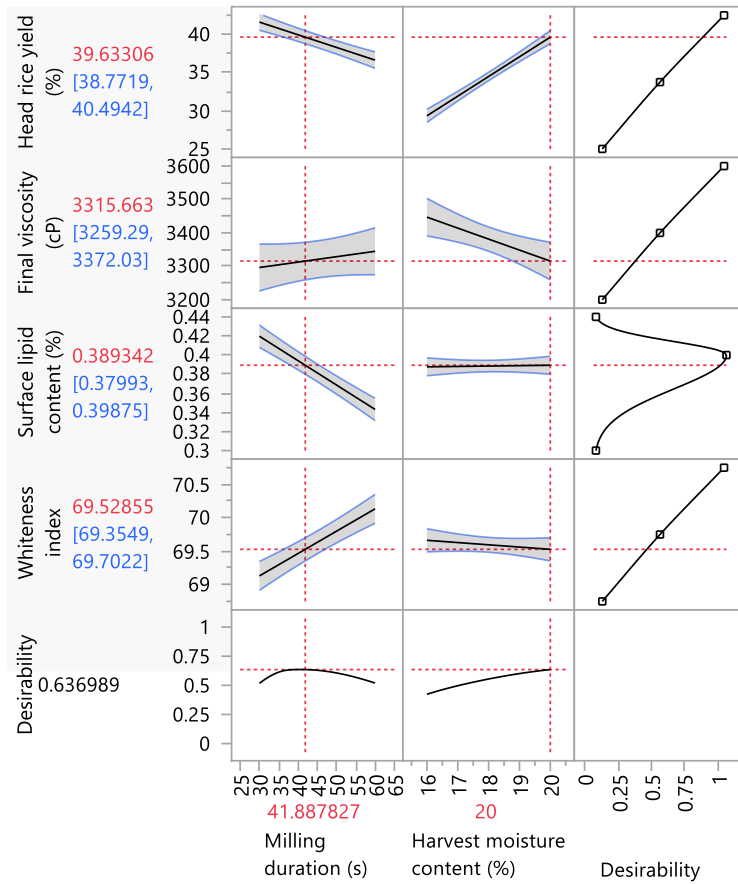 Head rice yield
(%)
39.63306
[38.7719,
40.4942]
40
35
30
25
Final viscosity
(cP)
3315.663
[3259.29,
3372.03]
3600
3500
3400
3300
3200
Surface lipid
content (%)
0.389342
[0.37993,
0.39875]
0.44
0.42
0.4
0.38
0.36
0.34
0.32
0.3
Whiteness
index
69.52855
[69.3549,
69.7022]
70.5
70
69.5
69
Desirability
0.636989
1
0.75
0.5
0.25
0
25 30 35 40 45 50 55 60 65
16 17 18 19 20
0 0.25 0.5 0.75 1
41.887827
20
Milling
duration (s)
Harvest moisture
content (%)
Desirability